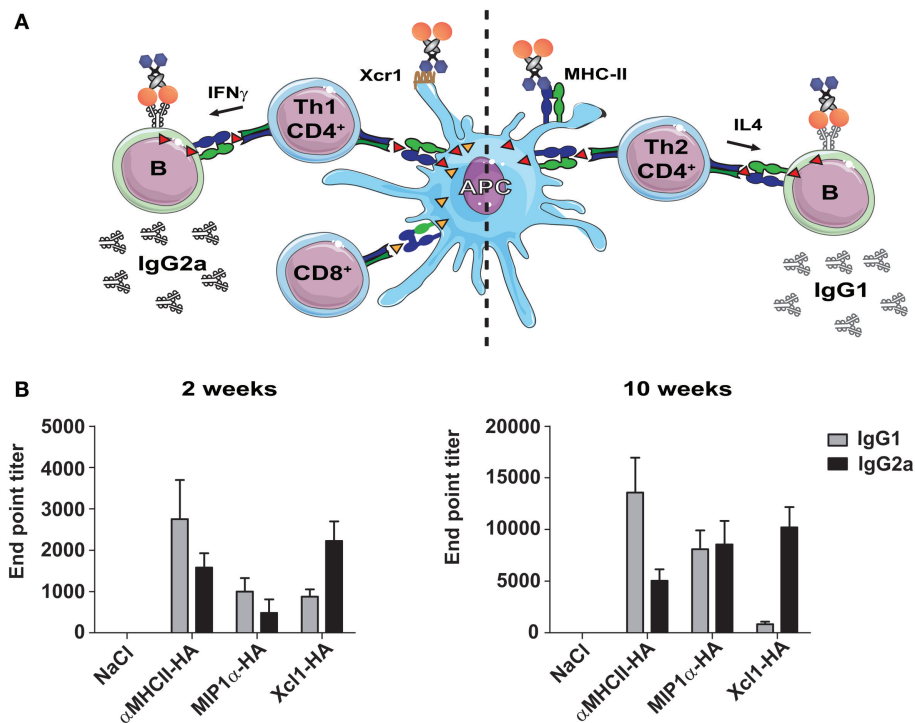 A
Xcr1
MHC-II
IFNγ
IL4
Th1
CD4⁺
Th2
CD4⁺
B
APC
B
CD8⁺
IgG2a
IgG1
B
2 weeks
10 weeks
End point titer
5000
4000
3000
2000
1000
0
NaCl
αMHCII-HA
MIP1α-HA
Xcl1-HA
End point titer
20000
15000
10000
5000
0
NaCl
αMHCII-HA
MIP1α-HA
Xcl1-HA
IgG1
IgG2a